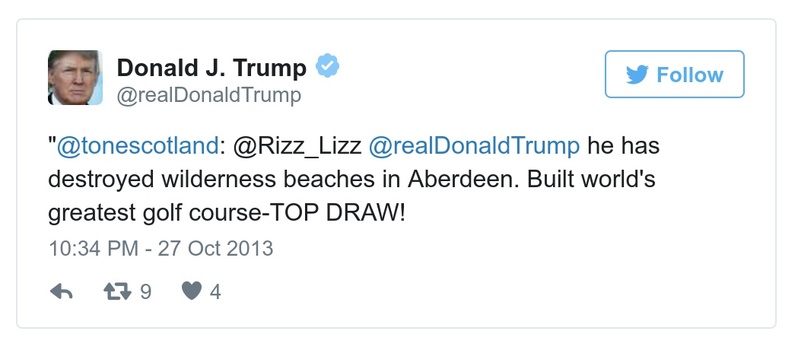 Donald J. Trump
@realDonaldTrump
Follow
"@tonescotland: @Rizz_Lizz @realDonaldTrump he has
destroyed wilderness beaches in Aberdeen. Built world's
greatest golf course-TOP DRAW!
10:34 PM - 27 Oct 2013
9 4